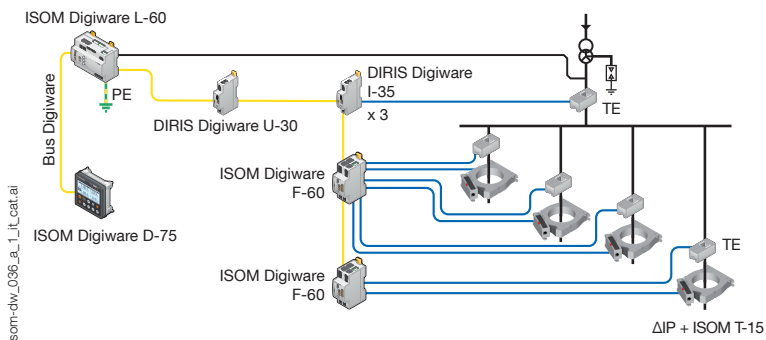 ISOM Digiware L-60
PE
Bus Digiware
DIRIS Digiware U-30
DIRIS Digiware
I-35
x 3
TE
ISOM Digiware
F-60
ISOM Digiware D-75
ISOM Digiware
F-60
TE
ΔIP + ISOM T-15
som-dw_036_a_1_it_cat.ai